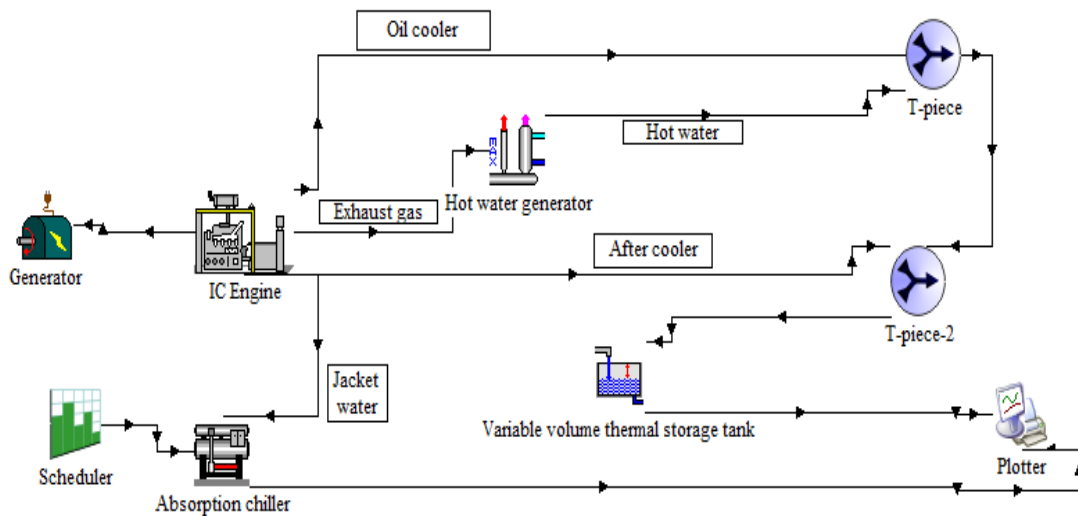 Oil cooler
T-piece
Hot water
Hot water generator
Exhaust gas
After cooler
Generator
IC Engine
T-piece-2
Jacket
water
Variable volume thermal storage tank
Scheduler
Absorption chiller
Plotter